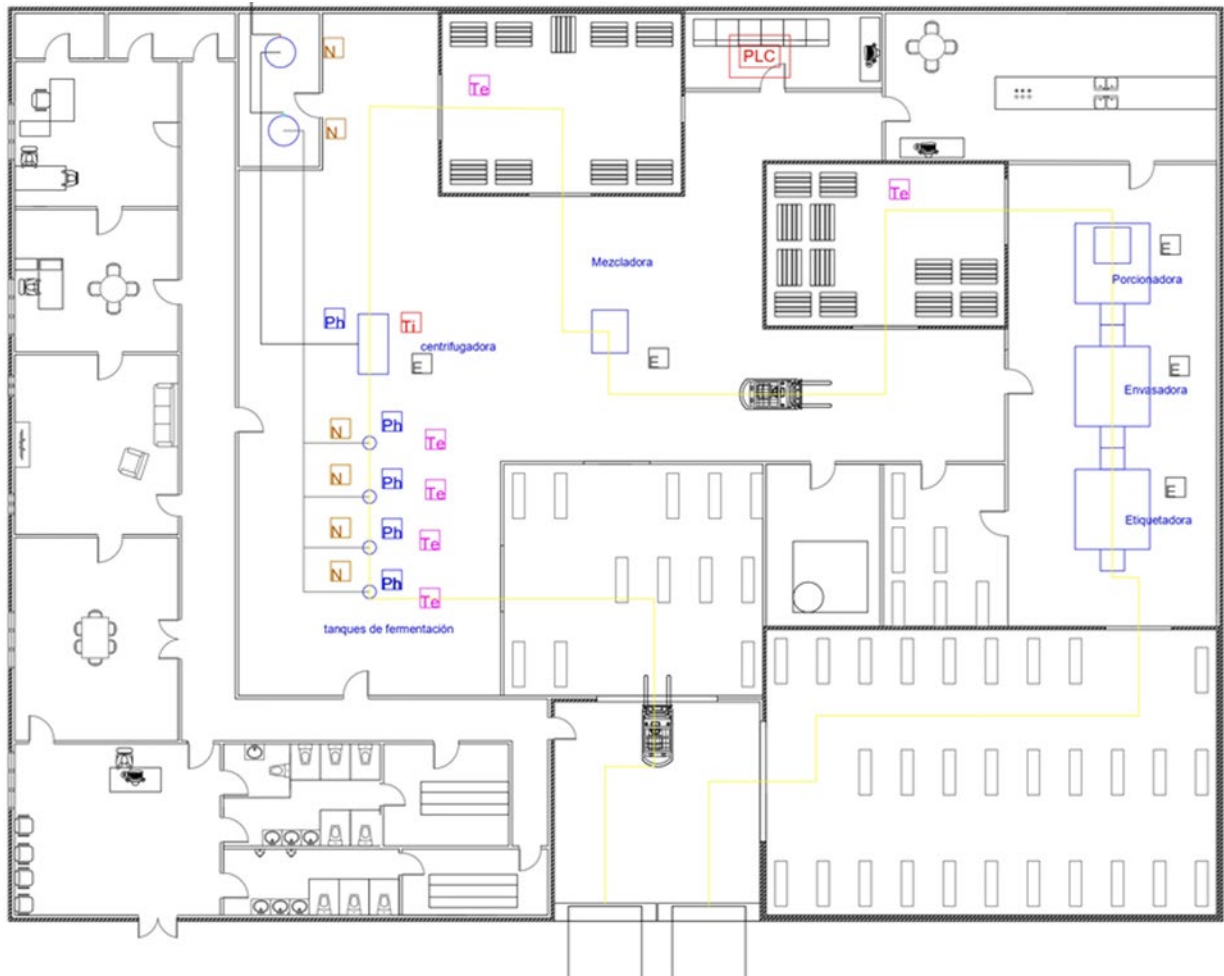 N
PLC
Te
N
Te
E
Mezcladora
Porcionadora
Ph
Ti
centrifugadora
E
E
E
Envasadora
N
Ph
Te
N
Ph
Te
E
Etiquetadora
N
Ph
Te
N
Ph
Te
tanques de fermentación